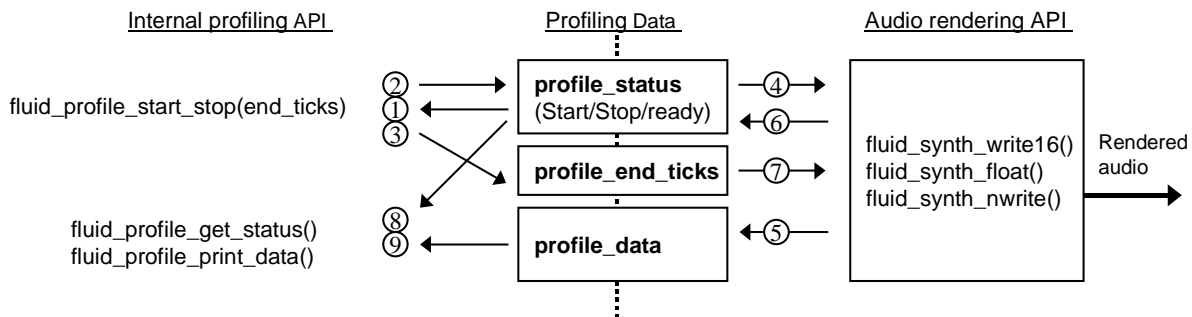 Internal profiling API
Profiling Data
Audio rendering API
② profile_status ④
fluid_profile_start_stop(end_ticks) ① (Start/Stop/ready) ⑥
③
fluid_synth_write16() Rendered
profile_end_ticks ⑦ fluid_synth_float() audio
fluid_synth_nwrite()
⑧
fluid_profile_get_status() ⑤
fluid_profile_print_data() ⑨ profile_data